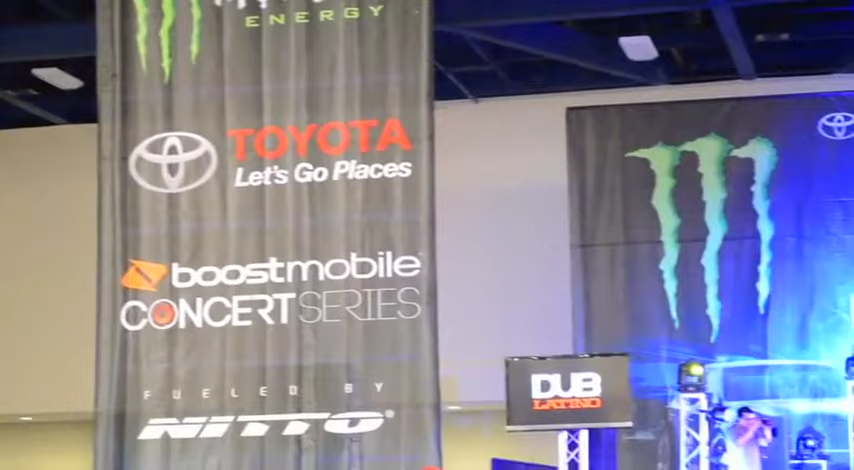 ENERGY
TOYOTA
Let's Go Places
boostmobile
CONCERT SERIES
FUELED BY
NITTO®
DUB
LATINO